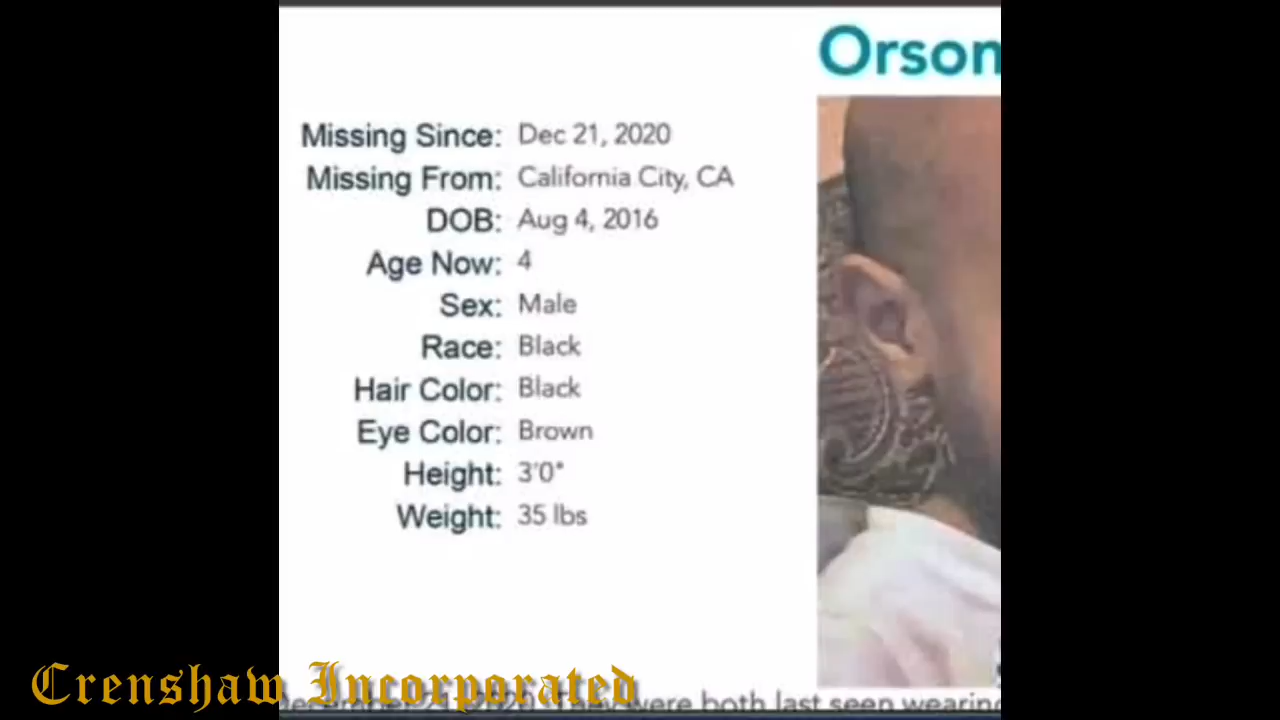 Orson
Missing Since: Dec 21, 2020
Missing From: California City, CA
DOB: Aug 4, 2016
Age Now: 4
Sex: Male
Race: Black
Hair Color: Black
Eye Color: Brown
Height: 3'0"
Weight: 35 lbs
Crenshaw Incorporated
They were both last seen wearing